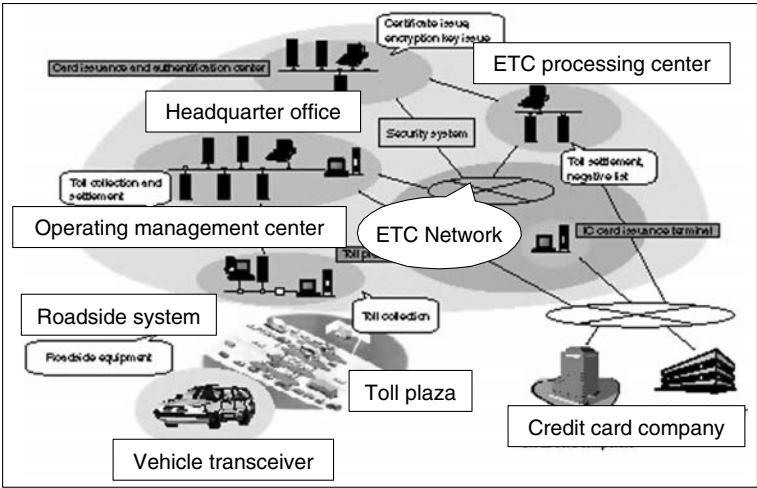 Certificate issue,
encryption key issue
Card issuance and authentification center
ETC processing center
Headquarter office
Security system
Toll collection and
settlement
Toll settlement,
negative list
Operating management center
ETC Network
IC card issuance terminal
Toll
Roadside system
Toll collection
Roadside equipment
Toll plaza
Credit card company
Vehicle transceiver